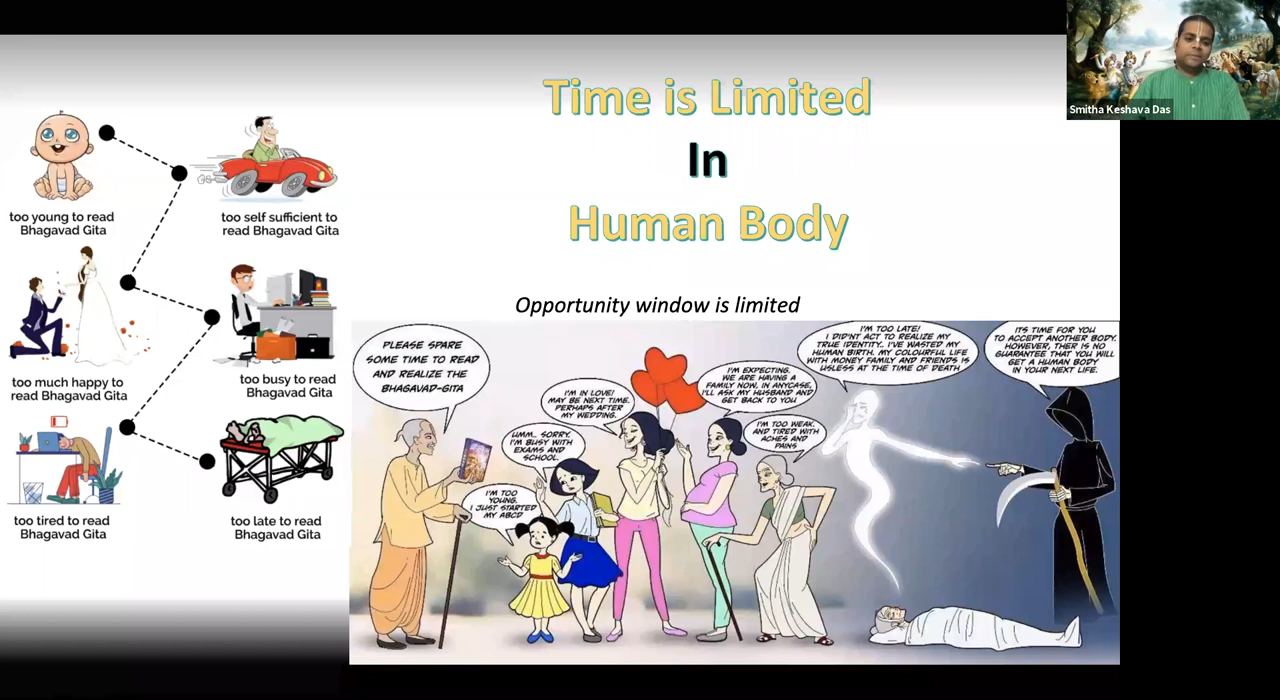 Smitha Keshava Das
Time is Limited
In
Human Body
Opportunity window is limited
too young to read
Bhagavad Gita
too self sufficient to
read Bhagavad Gita
too much happy to
read Bhagavad Gita
too busy to read
Bhagavad Gita
too tired to read
Bhagavad Gita
too late to read
Bhagavad Gita
PLEASE SPARE
SOME TIME TO READ
AND REALIZE THE
BHAGAVAD-GITA
I'M TOO
YOUNG.
I JUST STARTED
MY ABCD
UMM.. SORRY.
I'M BUSY WITH
EXAMS AND
SCHOOL.
I'M IN LOVE!
MAY BE NEXT TIME.
PERHAPS AFTER
MY WEDDING.
I'M EXPECTING.
WE ARE HAVING A
FAMILY NOW, IN ANYCASE,
I'LL ASK MY HUSBAND AND
GET BACK TO YOU
I'M TOO WEAK.
AND TIRED WITH
ACHES AND
PAINS
I'M TOO LATE!
I DID'NT ACT TO REALIZE MY
TRUE IDENTITY. I'VE WASTED MY
HUMAN BIRTH. MY COLOURFUL LIFE
WITH MONEY FAMILY AND FRIENDS IS
USLESS AT THE TIME OF DEATH
ITS TIME FOR YOU
TO ACCEPT ANOTHER BODY.
HOWEVER, THER IS NO
GUARANTEE THAT YOU WILL
GET A HUMAN BODY
IN YOUR NEXT LIFE.